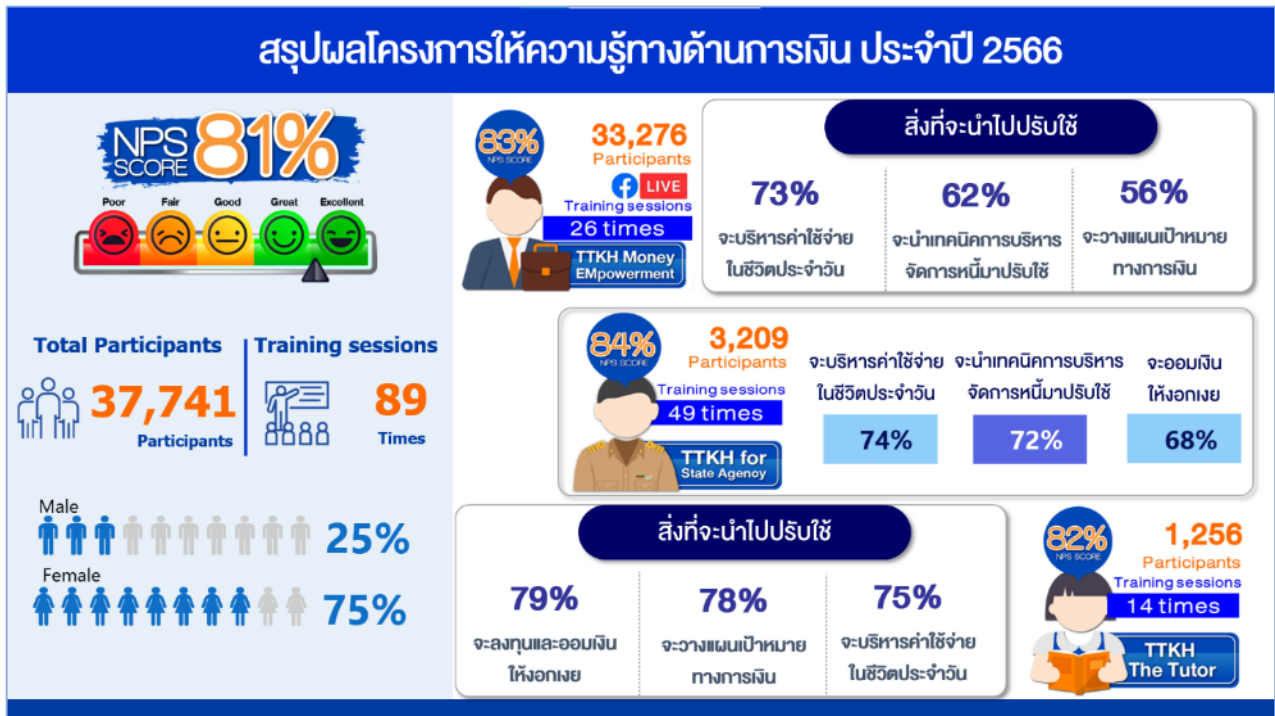 สรุปผลโครงการให้ความรู้ทางด้านการเงิน ประจำปี 2566
NPS
SCORE
81%
Poor Fair Good Great Excellent
Total Participants
37,741
Participants
Training sessions
89
Times
Male
25%
Female
75%
83%
NPS SCORE
33,276
Participants
LIVE
Training sessions
26 times
TTKH Money
EMpowerment
สิ่งที่จะนำไปปรับใช้
73%
จะบริหารค่าใช้จ่าย
ในชีวิตประจำวัน
62%
จะนำเทคนิคการบริหาร
จัดการหนี้มาปรับใช้
56%
จะวางแผนเป้าหมาย
ทางการเงิน
84%
NPS SCORE
3,209
Participants
Training sessions
49 times
TTKH for
State Agency
จะบริหารค่าใช้จ่าย
ในชีวิตประจำวัน
74%
จะนำเทคนิคการบริหาร
จัดการหนี้มาปรับใช้
72%
จะออมเงิน
ให้งอกเงย
68%
สิ่งที่จะนำไปปรับใช้
79%
จะลงทุนและออมเงิน
ให้งอกเงย
78%
จะวางแผนเป้าหมาย
ทางการเงิน
75%
จะบริหารค่าใช้จ่าย
ในชีวิตประจำวัน
82%
NPS SCORE
1,256
Participants
Training sessions
14 times
TTKH
The Tutor